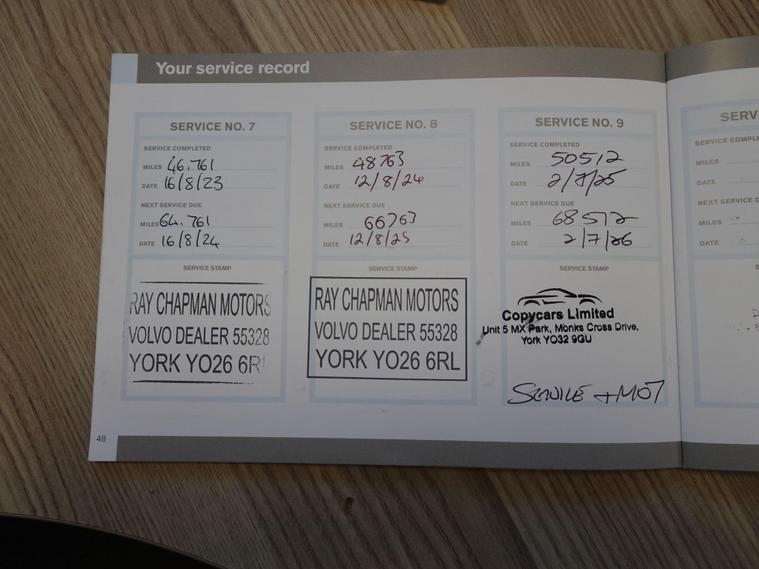 Your service record
SERVICE NO. 7
SERVICE COMPLETED
MILES 46.761
DATE 16/8/23
NEXT SERVICE DUE
MILES 64.761
DATE 16/8/24
SERVICE STAMP
RAY CHAPMAN MOTORS
VOLVO DEALER 55328
YORK YO26 6R
SERVICE NO. 8
SERVICE COMPLETED
MILES 48763
DATE 12/8/24
NEXT SERVICE DUE
MILES 66763
DATE 12/8/25
SERVICE STAMP
RAY CHAPMAN MOTORS
VOLVO DEALER 55328
YORK YO26 6RL
SERVICE NO. 9
SERVICE COMPLETED
MILES 50512
DATE 2/7/25
NEXT SERVICE DUE
MILES 68512
DATE 2/7/26
SERVICE STAMP
Copycars Limited
Unit 5 MX Park, Monks Cross Drive,
York YO32 9GU
SERVICE + MOT
SERV
SERVICE COMPL
MILES
DATE
NEXT SERVICE D
MILES
DATE
48